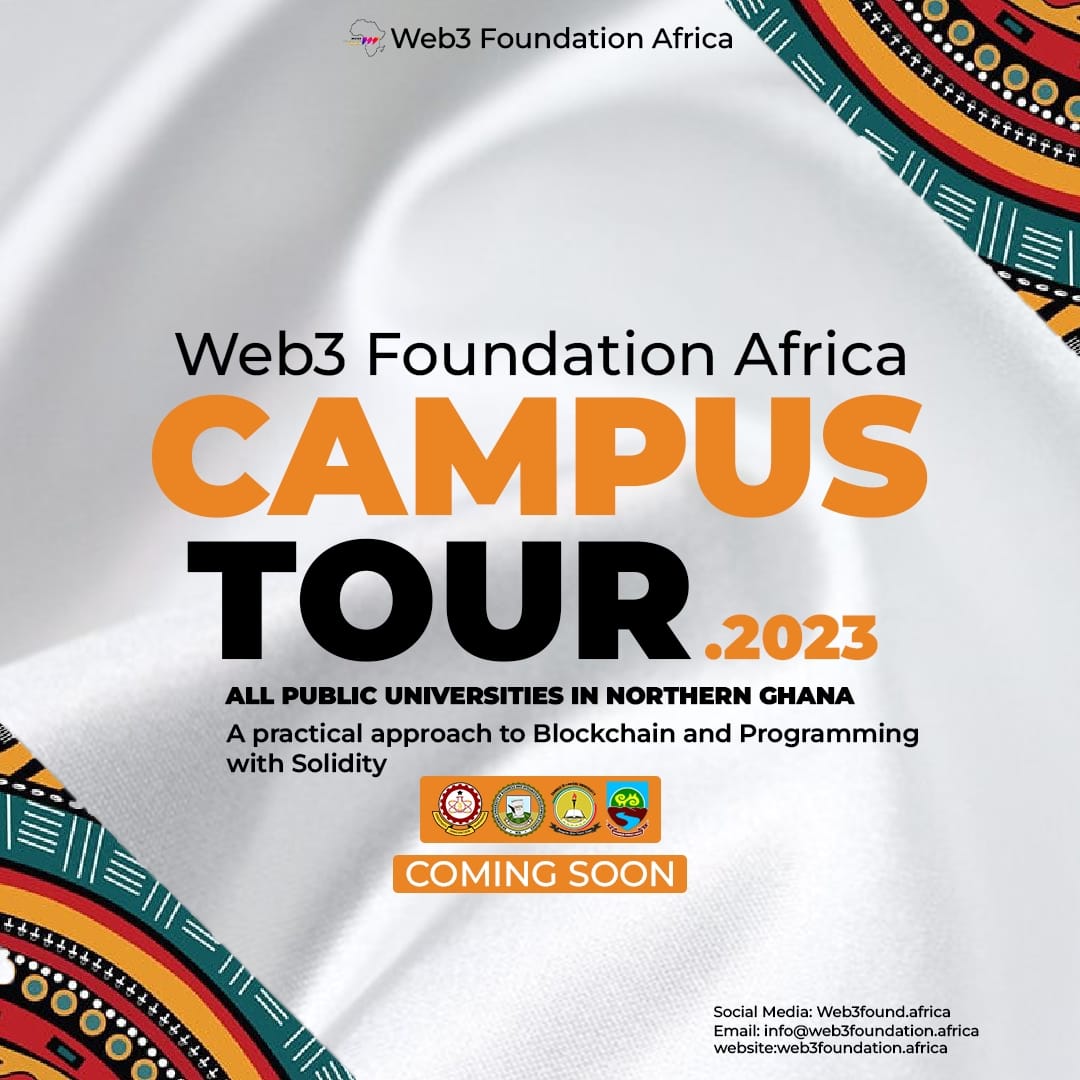 Web3 Foundation Africa
Web3 Foundation Africa
CAMPUS
TOUR .2023
ALL PUBLIC UNIVERSITIES IN NORTHERN GHANA
A practical approach to Blockchain and Programming
with Solidity
COMING SOON
Social Media: Web3found.africa
Email: info@web3foundation.africa
website:web3foundation.africa